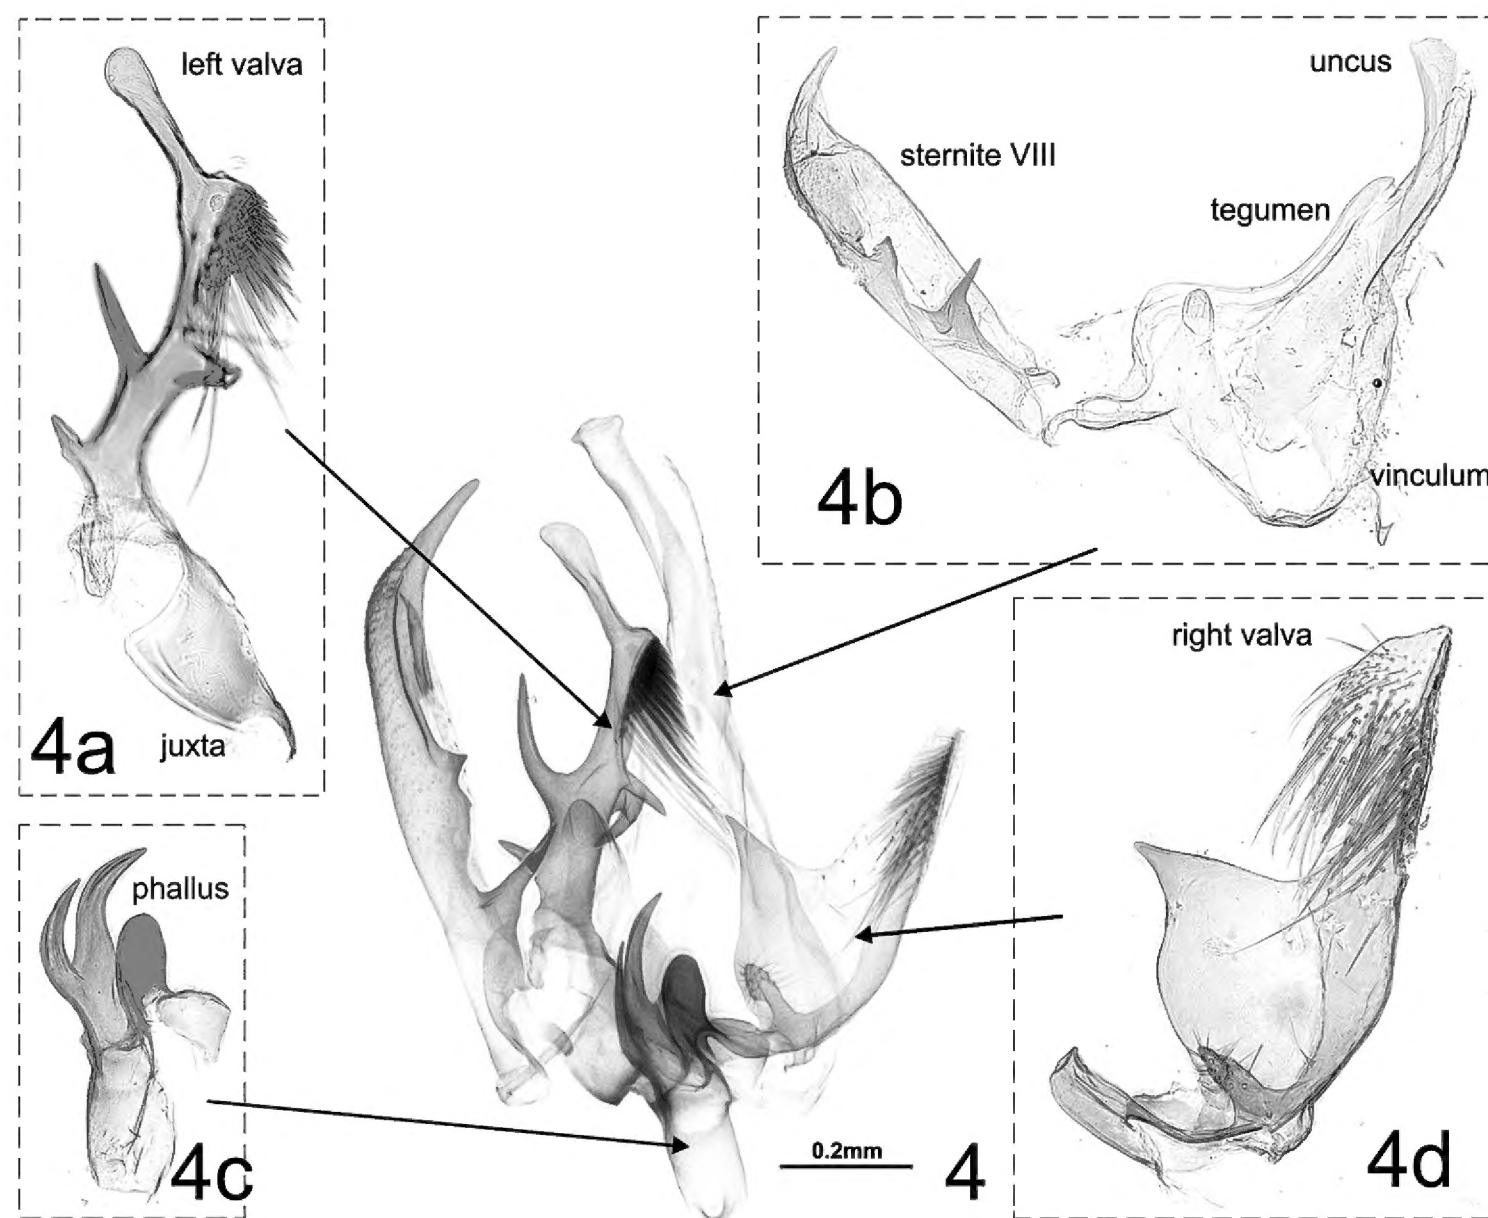 left valva
4a
juxta
uncus
sternite VIII
tegumen
4b
vinculum
phallus
4c
0.2mm
4
right valva
4d